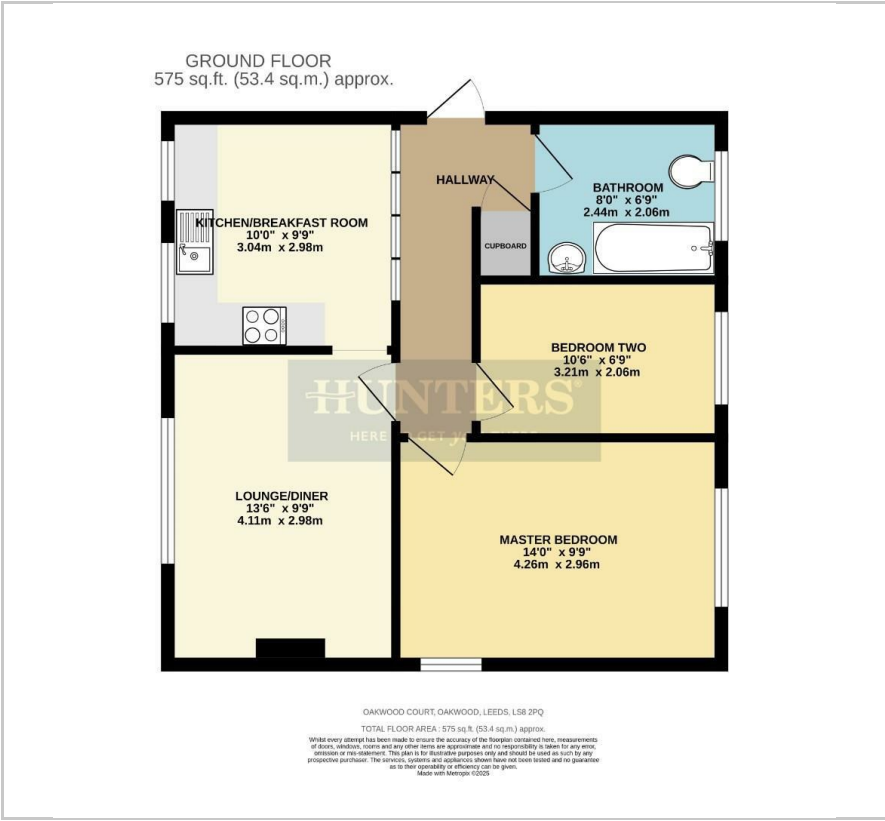 GROUND FLOOR
575 sq.ft. (53.4 sq.m.) approx.
HALLWAY
BATHROOM
8'0" x 6'9"
2.44m x 2.06m
KITCHEN/BREAKFAST ROOM
10'0" x 9'9"
3.04m x 2.98m
CUPBOARD
BEDROOM TWO
10'6" x 6'9"
3.21m x 2.06m
HUNTERS®
HERE TO GET you
LOUNGE/DINER
13'6" x 9'9"
4.11m x 2.98m
MASTER BEDROOM
14'0" x 9'9"
4.26m x 2.96m
OAKWOOD COURT, OAKWOOD, LEEDS, LS8 2PQ
TOTAL FLOOR AREA : 575 sq.ft. (53.4 sq.m.) approx.
Whilst every attempt has been made to ensure the accuracy of the floorplan contained here, measurements
of doors, windows, rooms and any other items are approximate and no responsibility is taken for any error,
omission or mis-statement. This plan is for illustrative purposes only and should be used as such by any
prospective purchaser. The services, systems and appliances shown have not been tested and no guarantee
as to their operability or efficiency can be given.
Made with Metropix ©2025